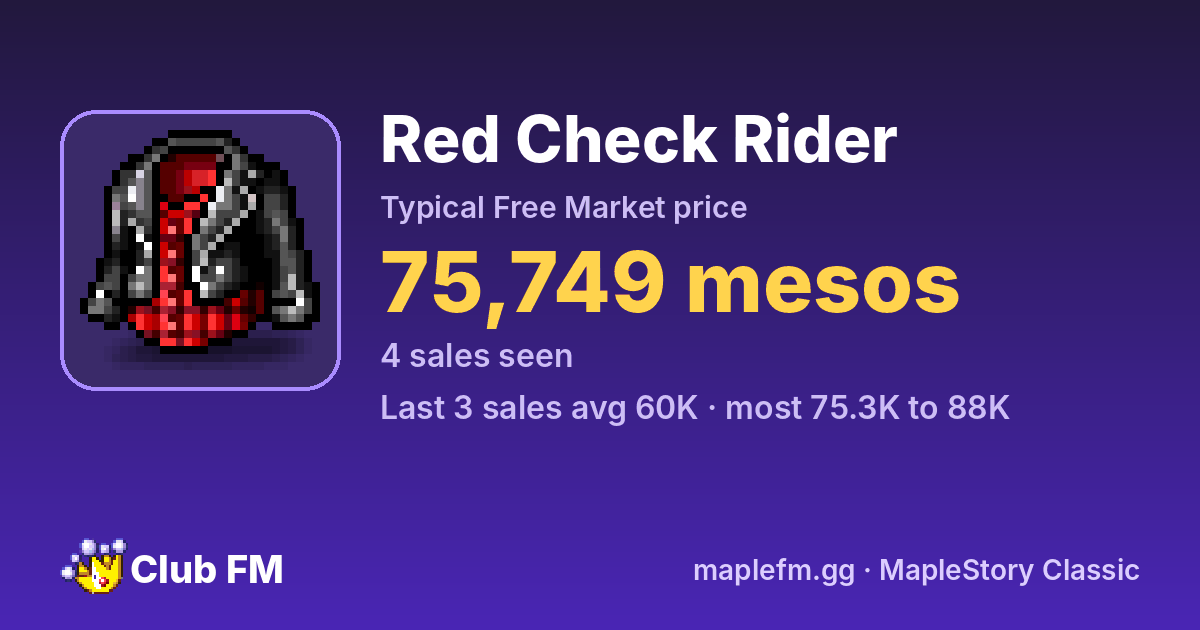 Red Check Rider
Typical Free Market price
75,749 mesos
4 sales seen
Last 3 sales avg 60K · most 75.3K to 88K
Club FM
maplefm.gg · MapleStory Classic